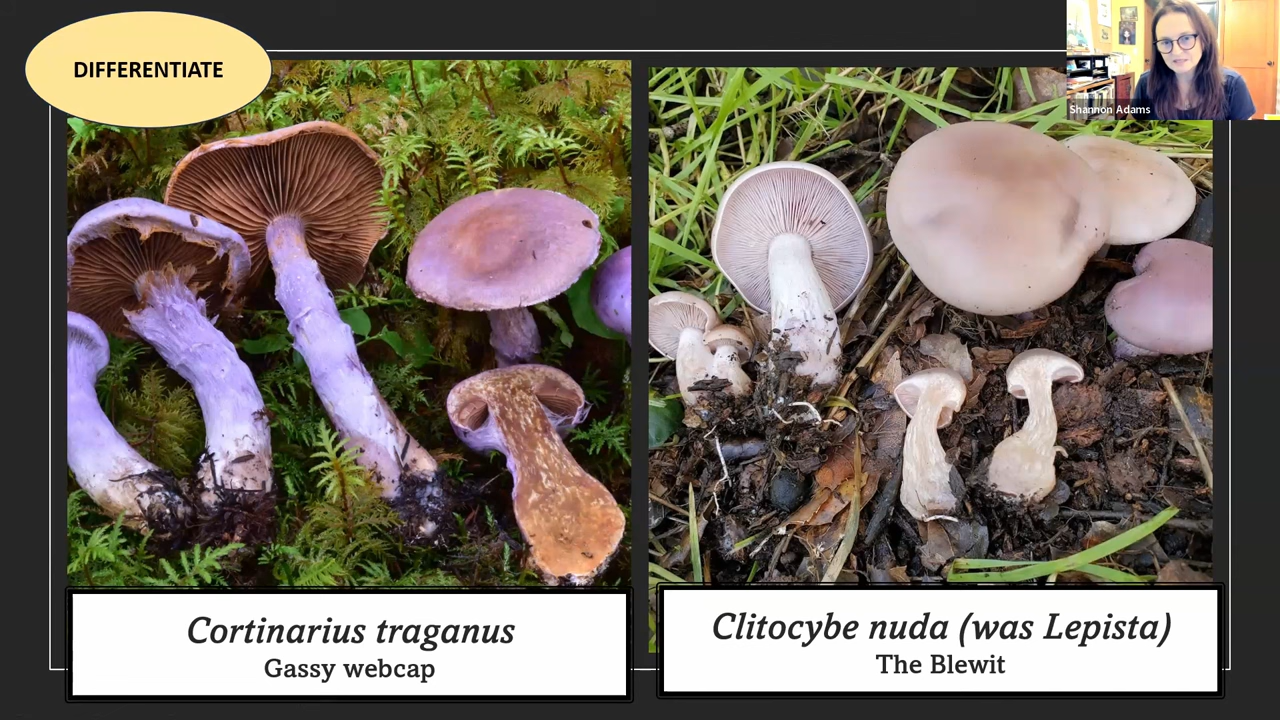 DIFFERENTIATE
Shannon Adams
Cortinarius traganus
Gassy webcap
Clitocybe nuda (was Lepista)
The Blewit